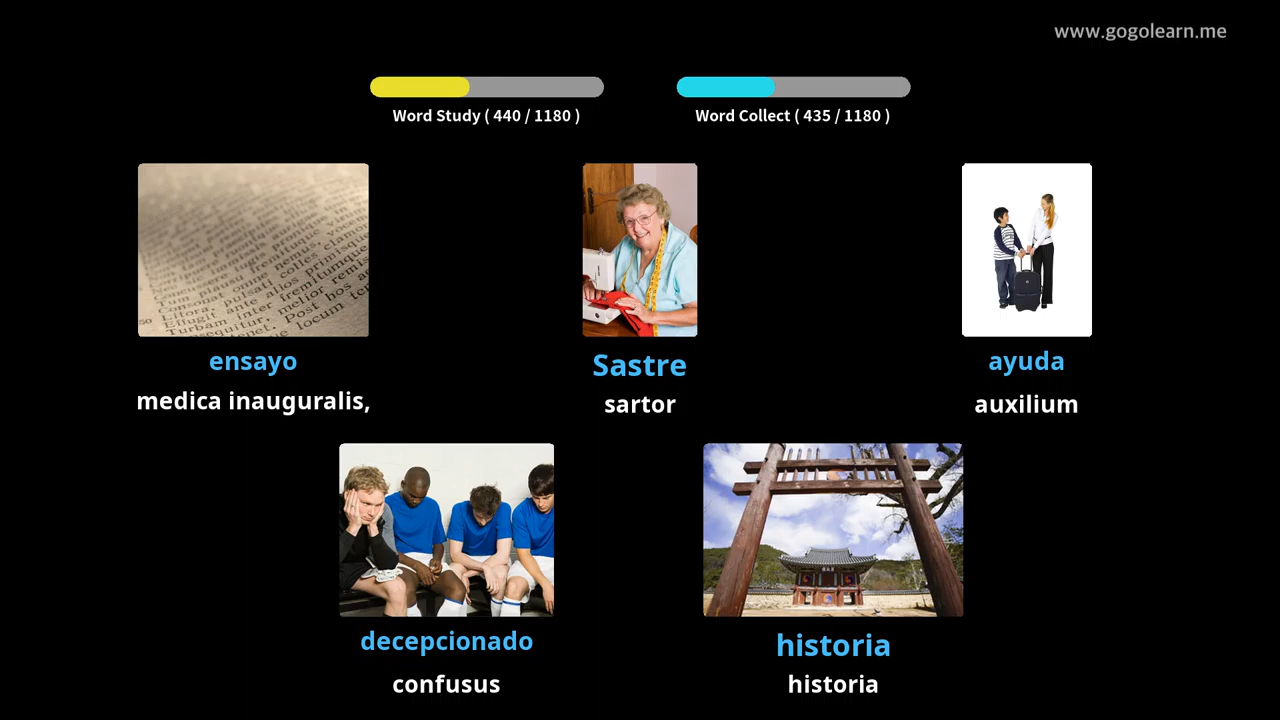 www.gogolearn.me
Word Study ( 440 / 1180 )
Word Collect ( 435 / 1180 )
ensayo
medica inauguralis,
Sastre
sartor
ayuda
auxilium
decepcionado
confusus
historia
historia